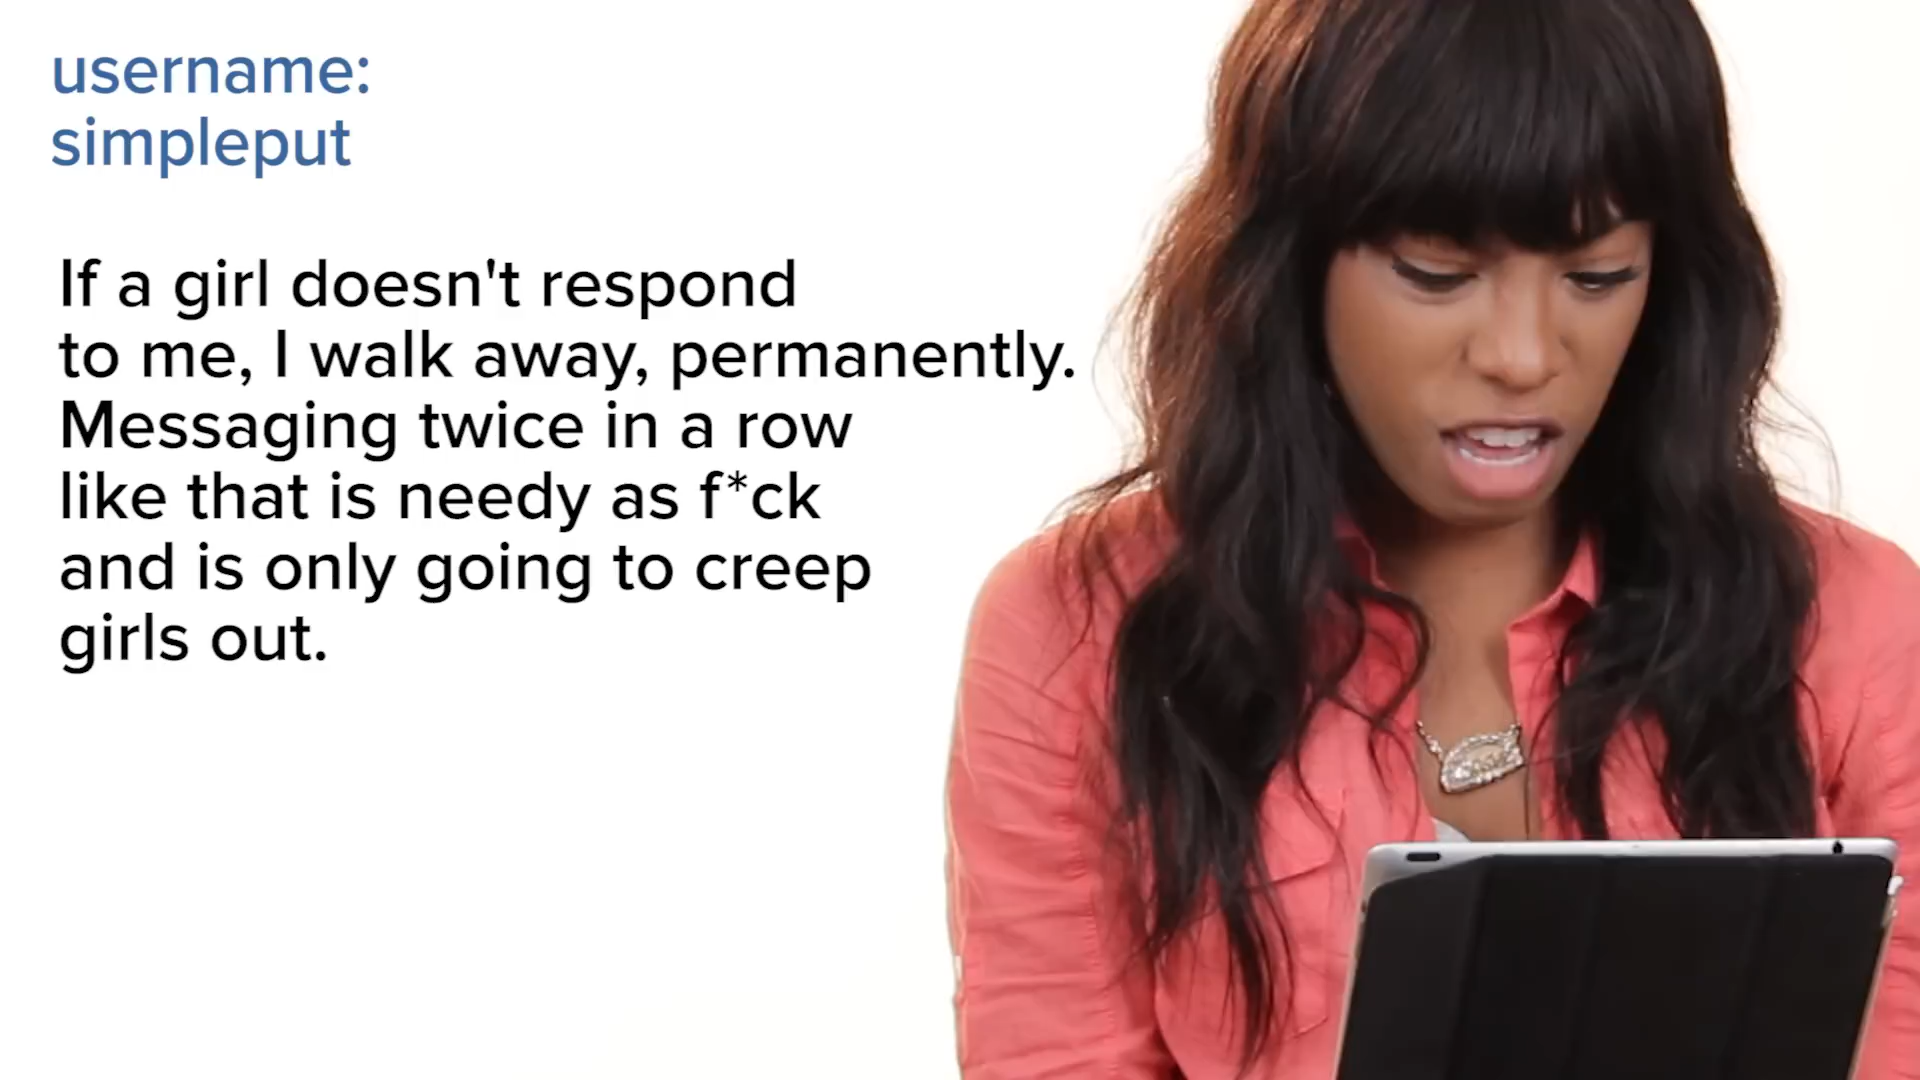 username:
simpleput
If a girl doesn't respond
to me, I walk away, permanently.
Messaging twice in a row
like that is needy as f*ck
and is only going to creep
girls out.